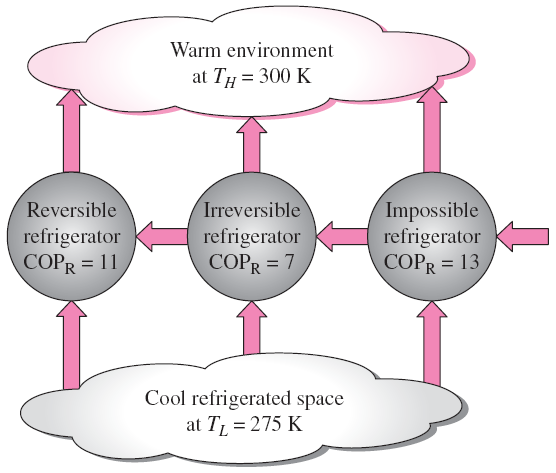 Warm environment
at T_H = 300 K
Reversible
refrigerator
COP_R = 11
Irreversible
refrigerator
COP_R = 7
Impossible
refrigerator
COP_R = 13
Cool refrigerated space
at T_L = 275 K